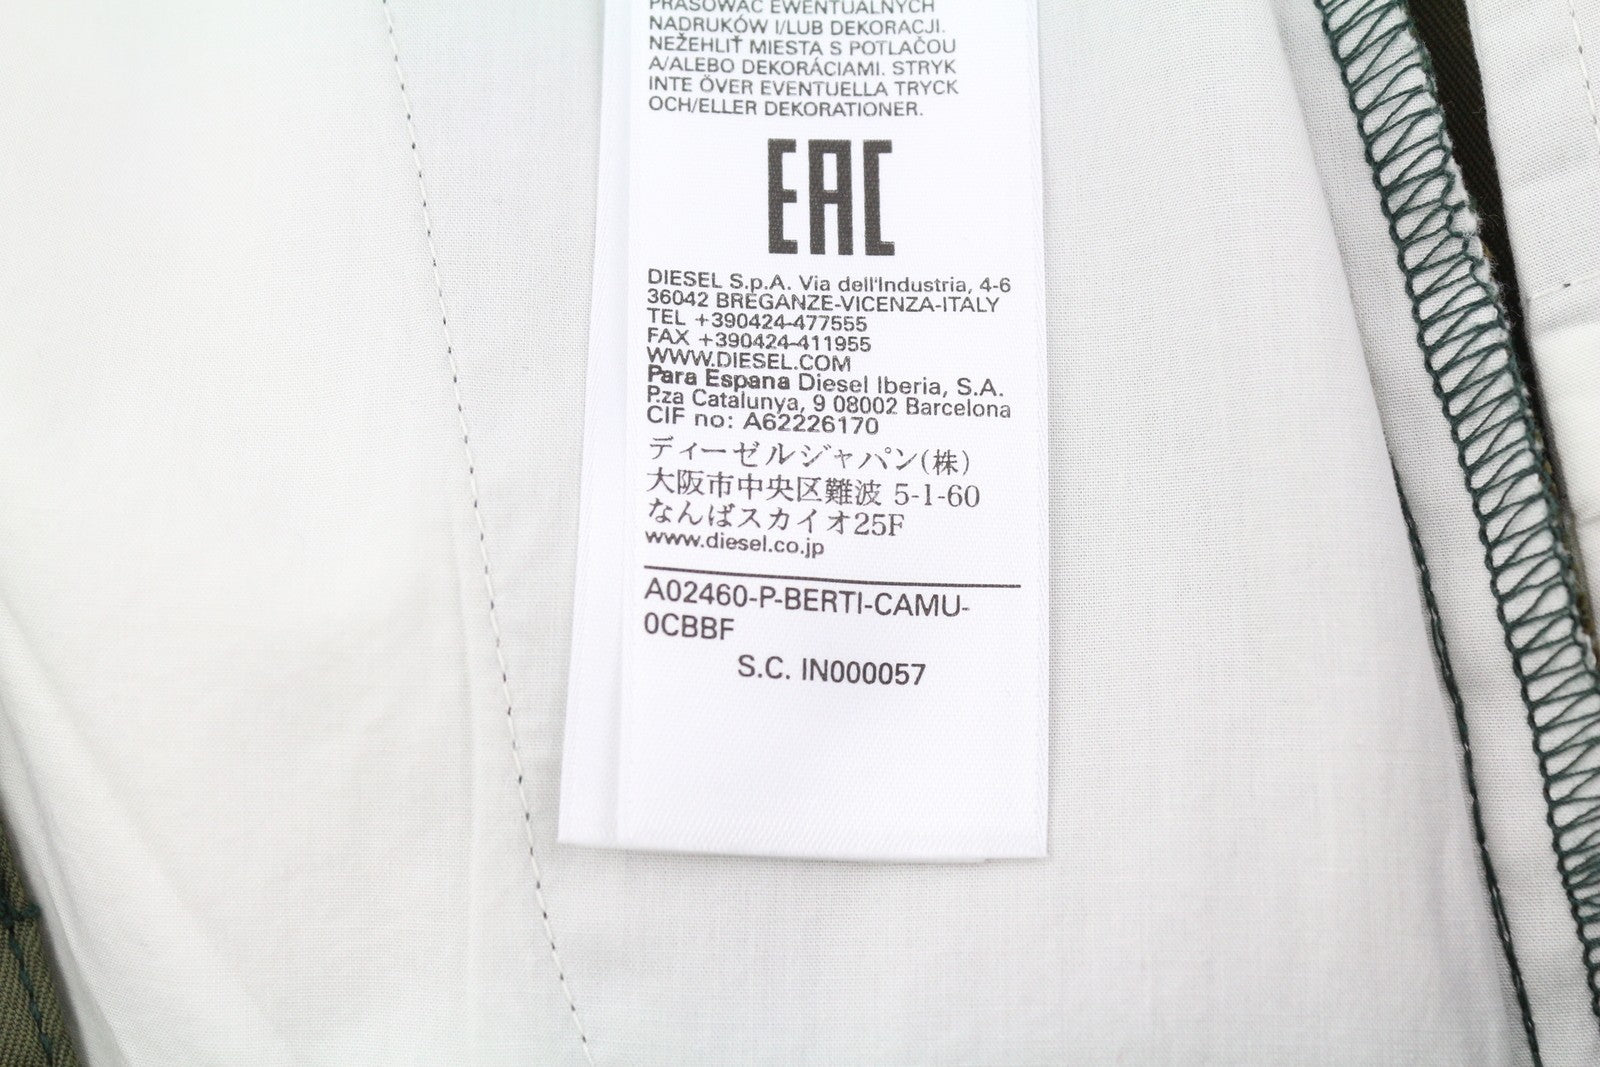 PRASOWAĆ EWENTUALNYCH
NADRUKÓW I/LUB DEKORACJI.
NEŽEHLIŤ MIESTA S POTLAČOU
A/ALEBO DEKORÁCIAMI. STRYK
INTE ÖVER EVENTUELLA TRYCK
OCH/ELLER DEKORATIONER.
EAC
DIESEL S.p.A. Via dell'Industria, 4-6
36042 BREGANZE-VICENZA-ITALY
TEL +390424-477555
FAX +390424-411955
WWW.DIESEL.COM
Para Espana Diesel Iberia, S.A.
P.za Catalunya, 9 08002 Barcelona
CIF no: A62226170
ディーゼルジャパン(株)
大阪市中央区難波 5-1-60
なんばスカイオ25F
www.diesel.co.jp
A02460-P-BERTI-CAMU-
0CBBF
S.C. IN000057